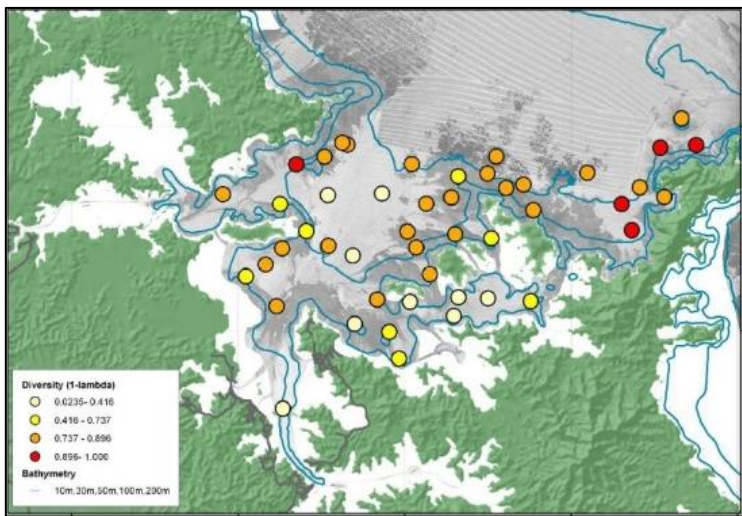 Diversity (1-lambda)
0.0235- 0.416
0.416 - 0.737
0.737 - 0.896
0.896- 1.000
Bathymetry
10m,30m,50m,100m,200m